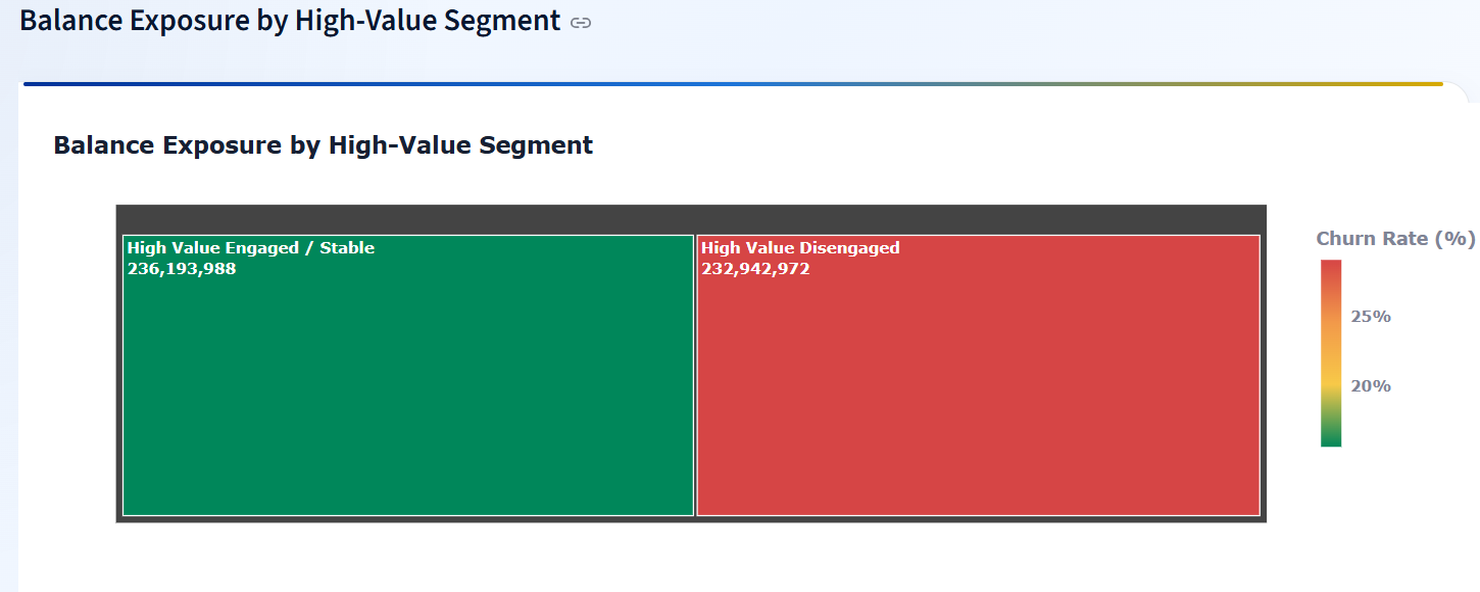 Balance Exposure by High-Value Segment
Balance Exposure by High-Value Segment
High Value Engaged / Stable
236,193,988
High Value Disengaged
232,942,972
Churn Rate (%)
25%
20%